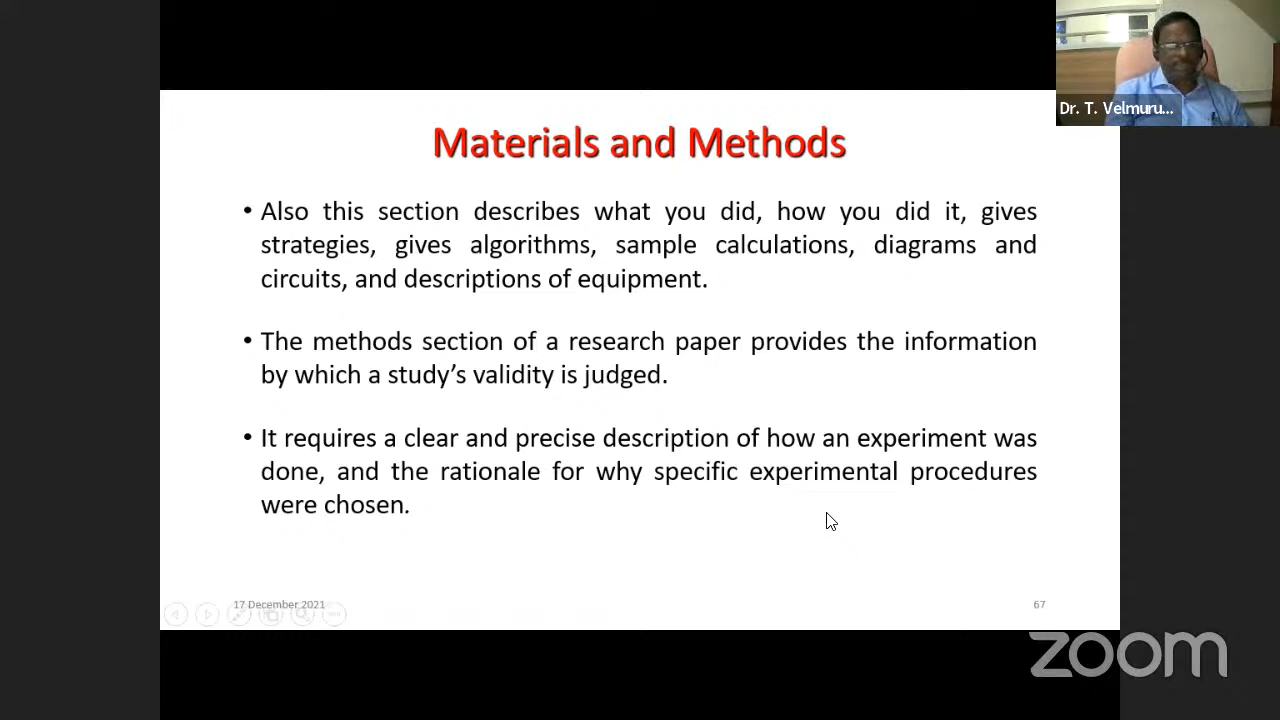 Dr. T. Velmuru...
Materials and Methods
• Also this section describes what you did, how you did it, gives
strategies, gives algorithms, sample calculations, diagrams and
circuits, and descriptions of equipment.
• The methods section of a research paper provides the information
by which a study's validity is judged.
• It requires a clear and precise description of how an experiment was
done, and the rationale for why specific experimental procedures
were chosen.
17 December 2021
67
zoom